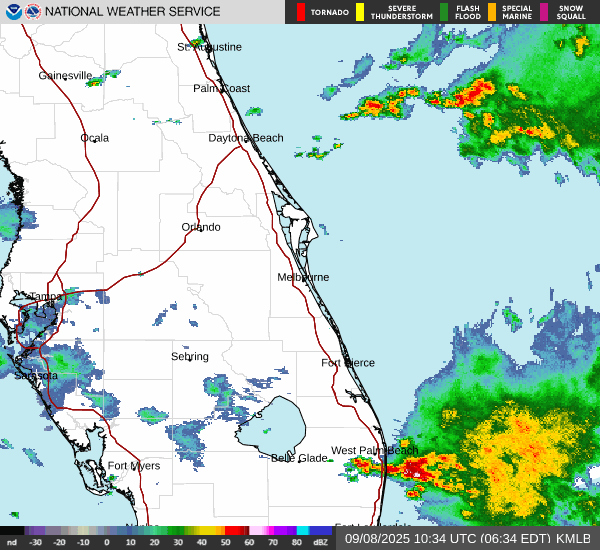 NATIONAL WEATHER SERVICE
TORNADO
SEVERE THUNDERSTORM
FLASH FLOOD
SPECIAL MARINE
SNOW SQUALL
St. Augustine
Gainesville
Palm Coast
Ocala
Daytona Beach
Orlando
Melbourne
Tampa
Sebring
Fort Pierce
Sarasota
West Palm Beach
Belle Glade
Fort Myers
nd -30 -20 -10 0 10 20 30 40 50 60 70 80 dBZ
09/08/2025 10:34 UTC (06:34 EDT) KMLB